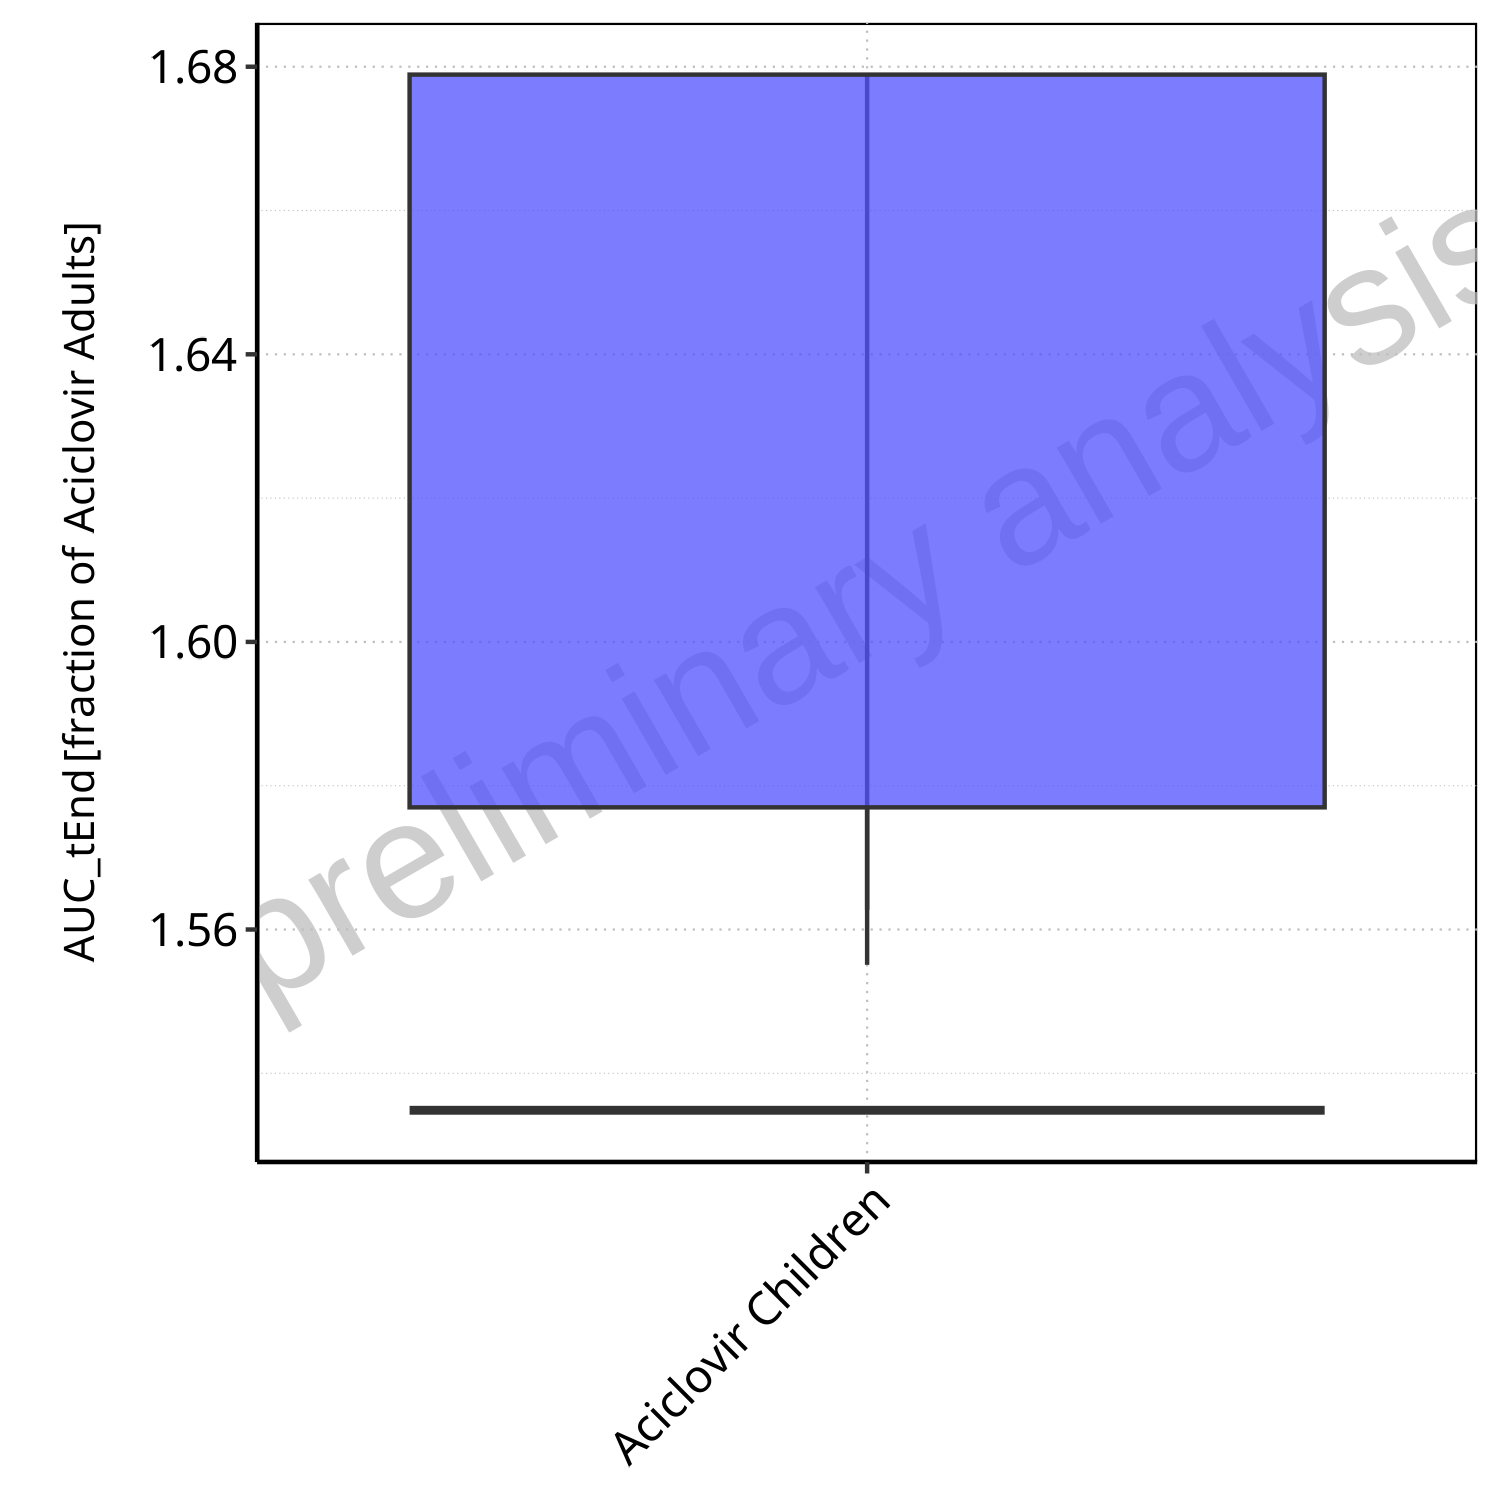 1.68
1.64
1.60
1.56
AUC_tEnd [fraction of Aciclovir Adults]
preliminary analysis
Aciclovir Children